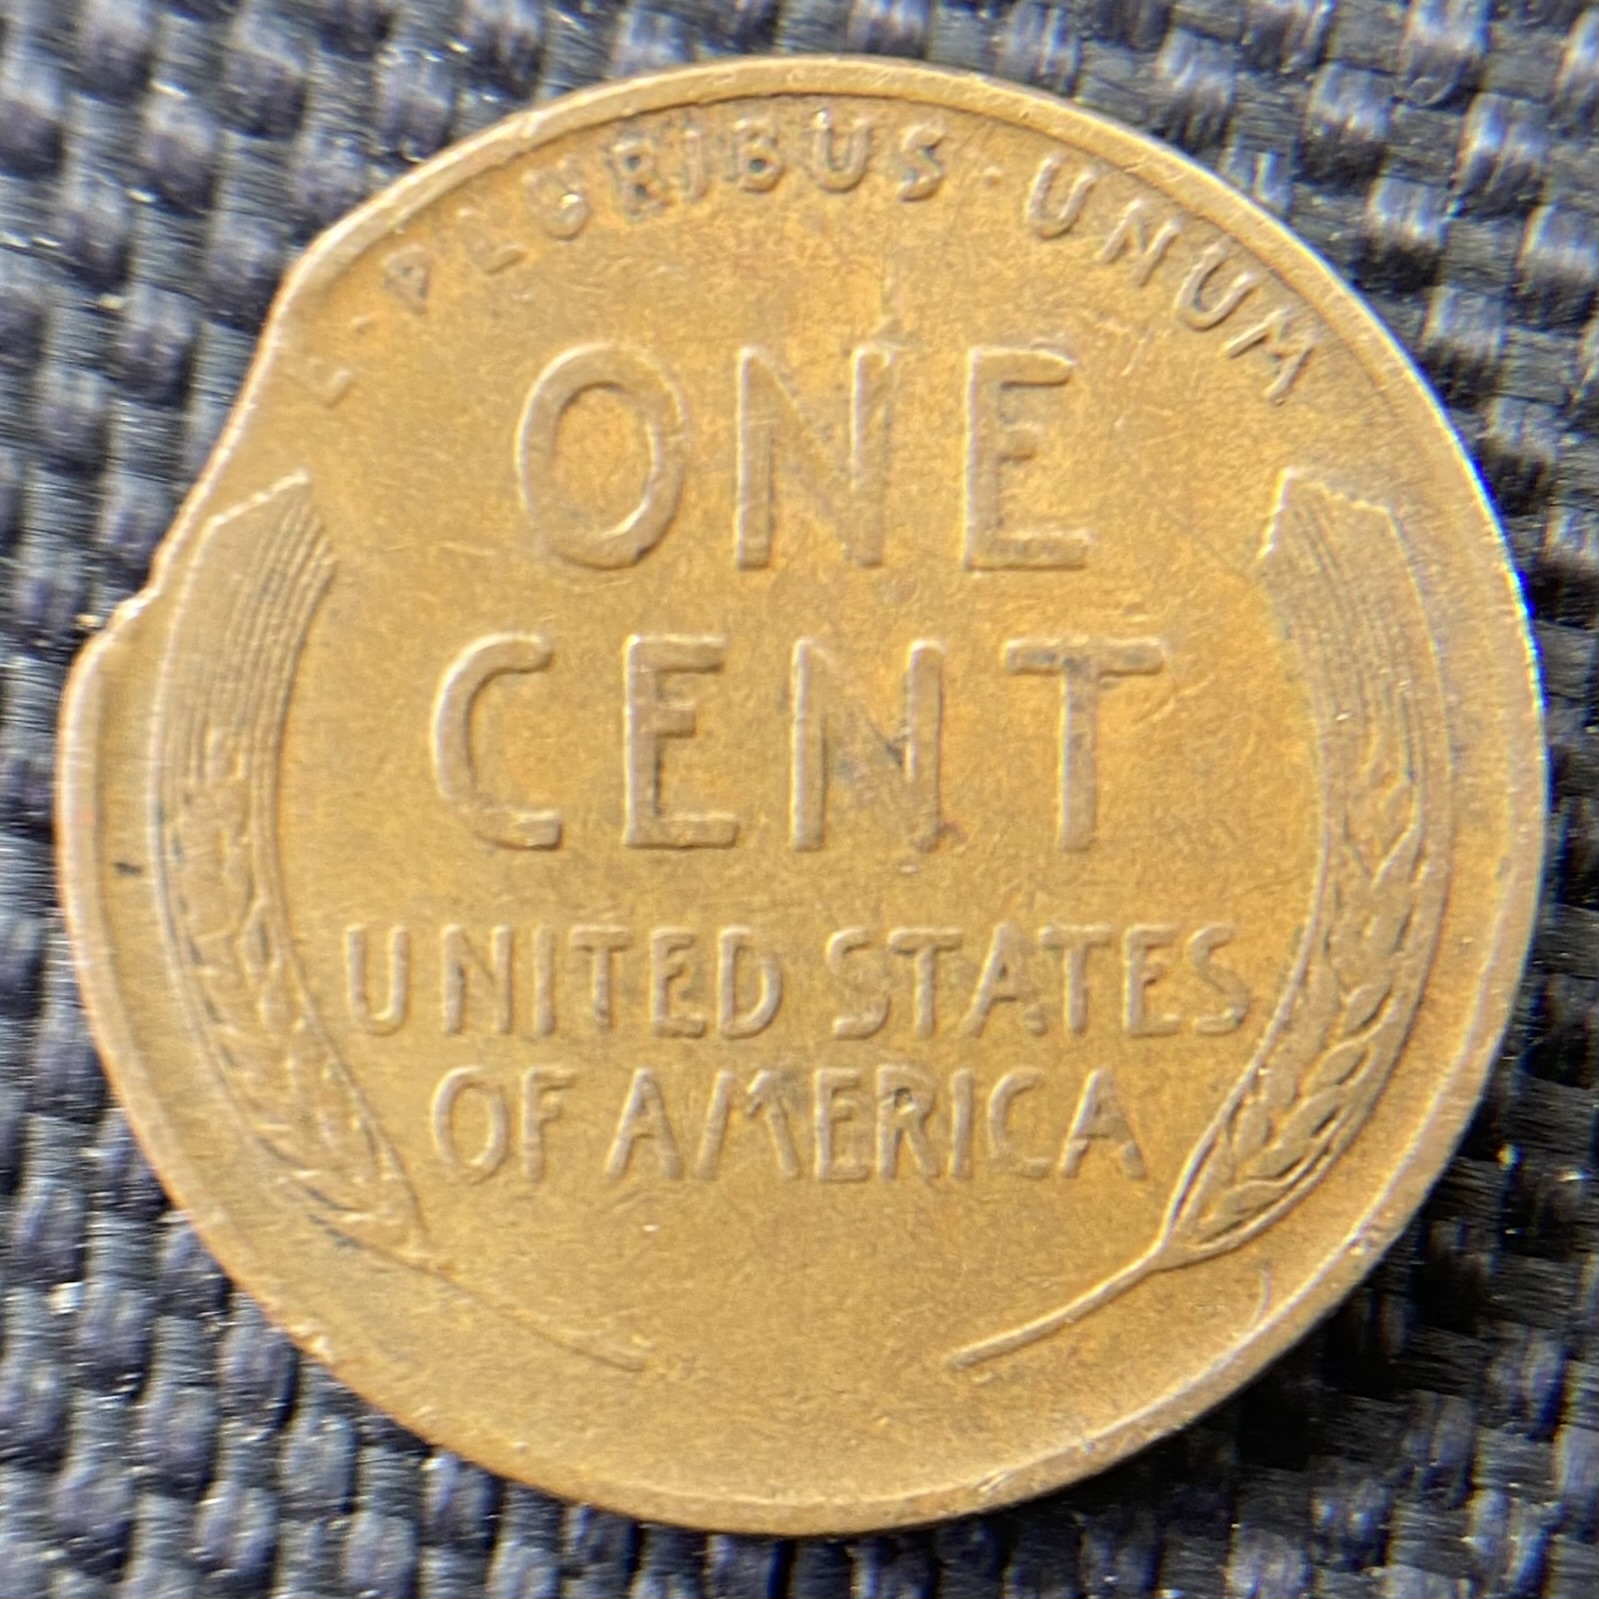 E · PLURIBUS · UNUM
ONE
CENT
UNITED STATES
OF AMERICA